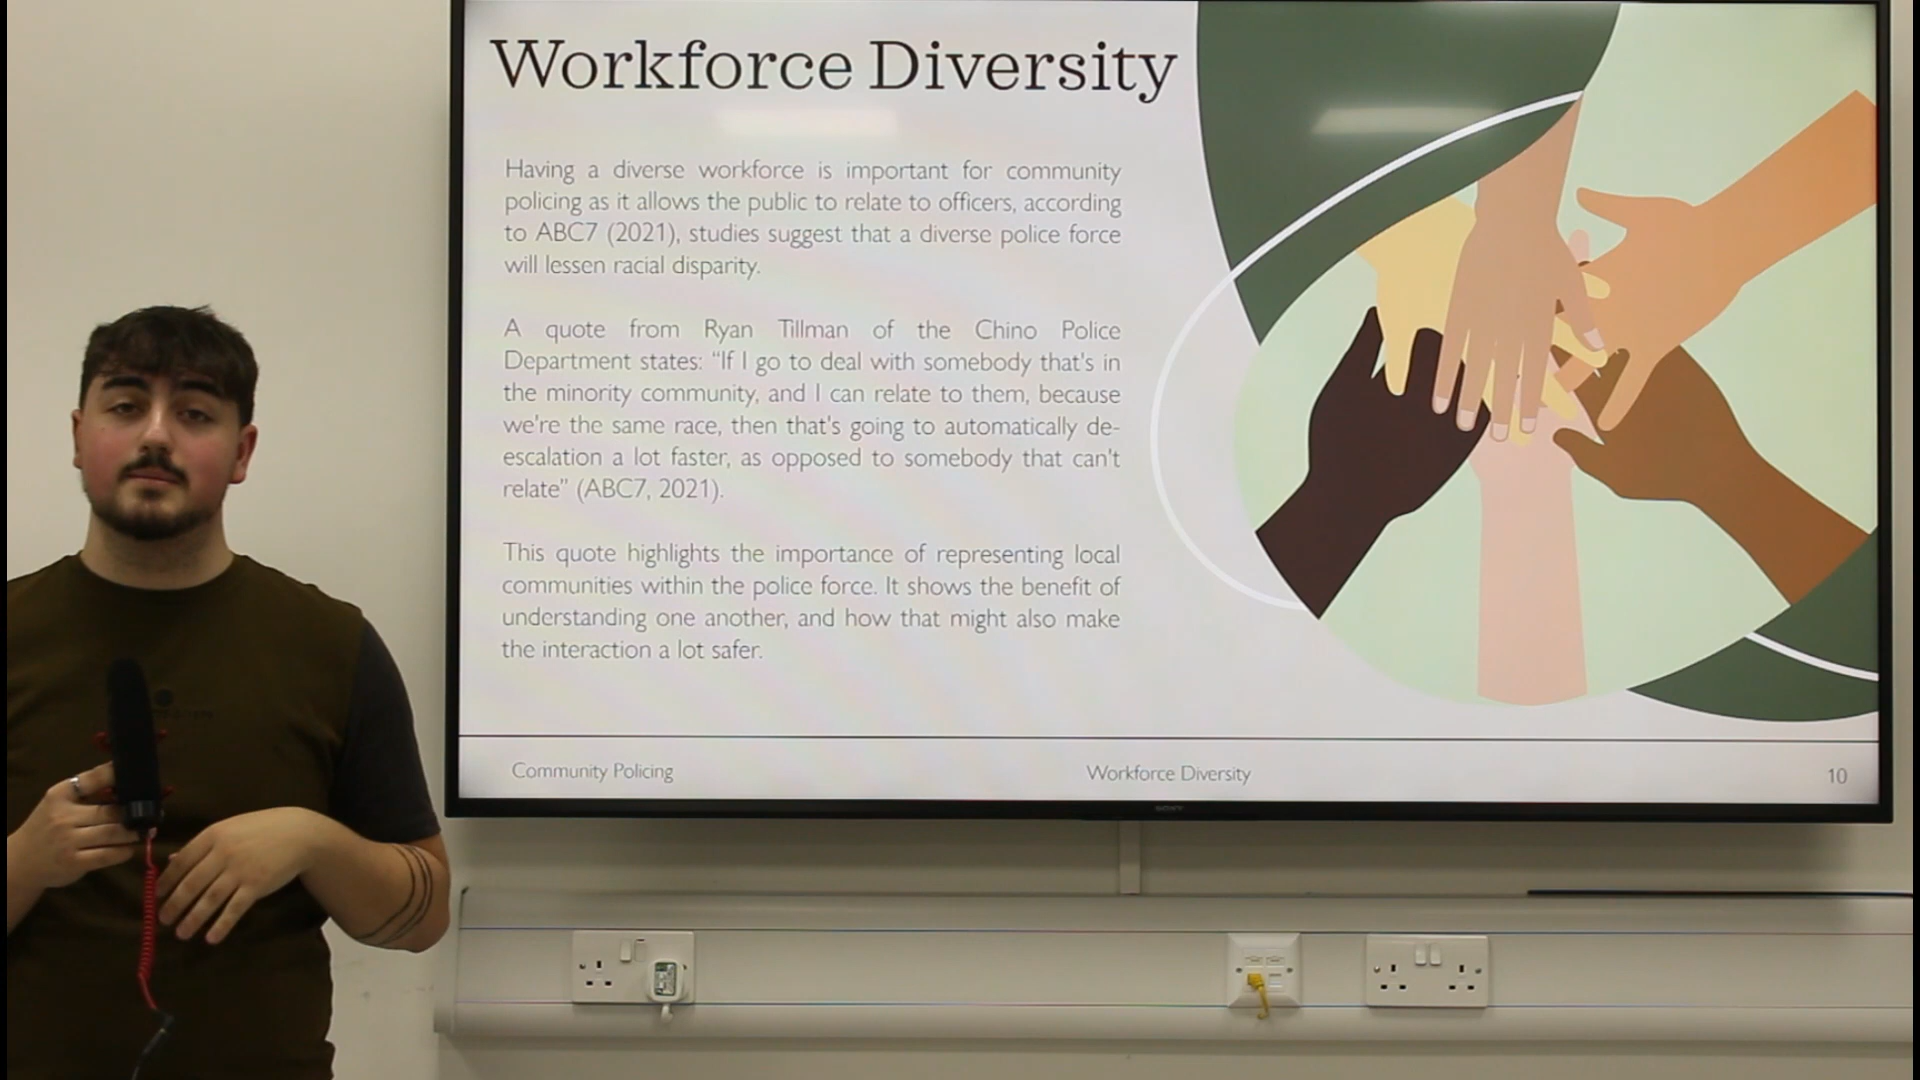 Workforce Diversity
Having a diverse workforce is important for community
policing as it allows the public to relate to officers, according
to ABC7 (2021), studies suggest that a diverse police force
will lessen racial disparity.
A quote from Ryan Tillman of the Chino Police
Department states: “If I go to deal with somebody that's in
the minority community, and I can relate to them, because
we're the same race, then that's going to automatically de-
escalation a lot faster, as opposed to somebody that can't
relate” (ABC7, 2021).
This quote highlights the importance of representing local
communities within the police force. It shows the benefit of
understanding one another, and how that might also make
the interaction a lot safer.
Community Policing
Workforce Diversity
10
SONY